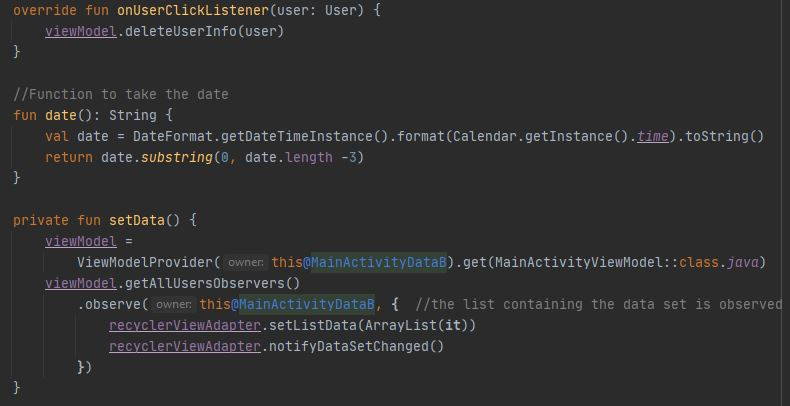 override fun onUserClickListener(user: User) {
    viewModel.deleteUserInfo(user)
}

//Function to take the date
fun date(): String {
    val date = DateFormat.getDateTimeInstance().format(Calendar.getInstance().time).toString()
    return date.substring(0, date.length -3)
}

private fun setData() {
    viewModel =
        ViewModelProvider( owner: this@MainActivityDataB).get(MainActivityViewModel::class.java)
    viewModel.getAllUsersObservers()
        .observe( owner: this@MainActivityDataB, {  //the list containing the data set is observed
            recyclerViewAdapter.setListData(ArrayList(it))
            recyclerViewAdapter.notifyDataSetChanged()
        })
}